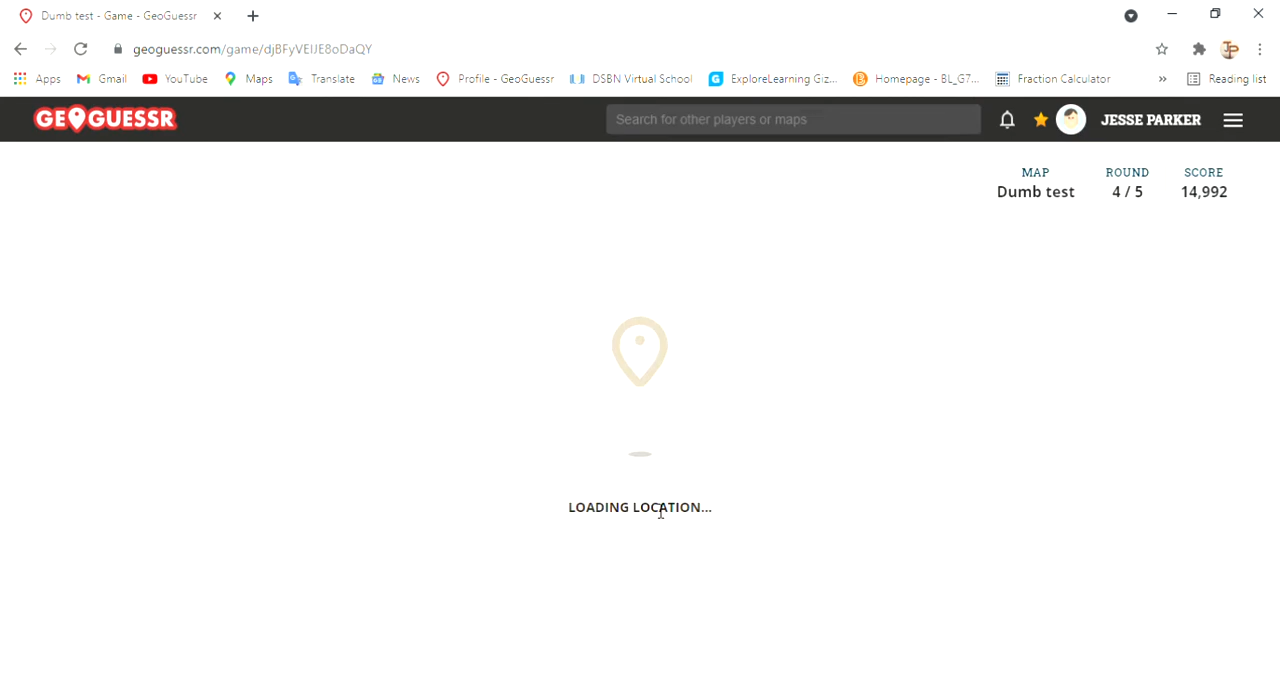 Dumb test - Game - GeoGuessr
geoguessr.com/game/djBFyVEIJE8oDaQY
Apps Gmail YouTube Maps Translate News Profile - GeoGuessr DSBN Virtual School ExploreLearning Giz... Homepage - BL_G7... Fraction Calculator » Reading list
GEOGUESSR Search for other players or maps JESSE PARKER
MAP ROUND SCORE
Dumb test 4 / 5 14,992
LOADING LOCATION...